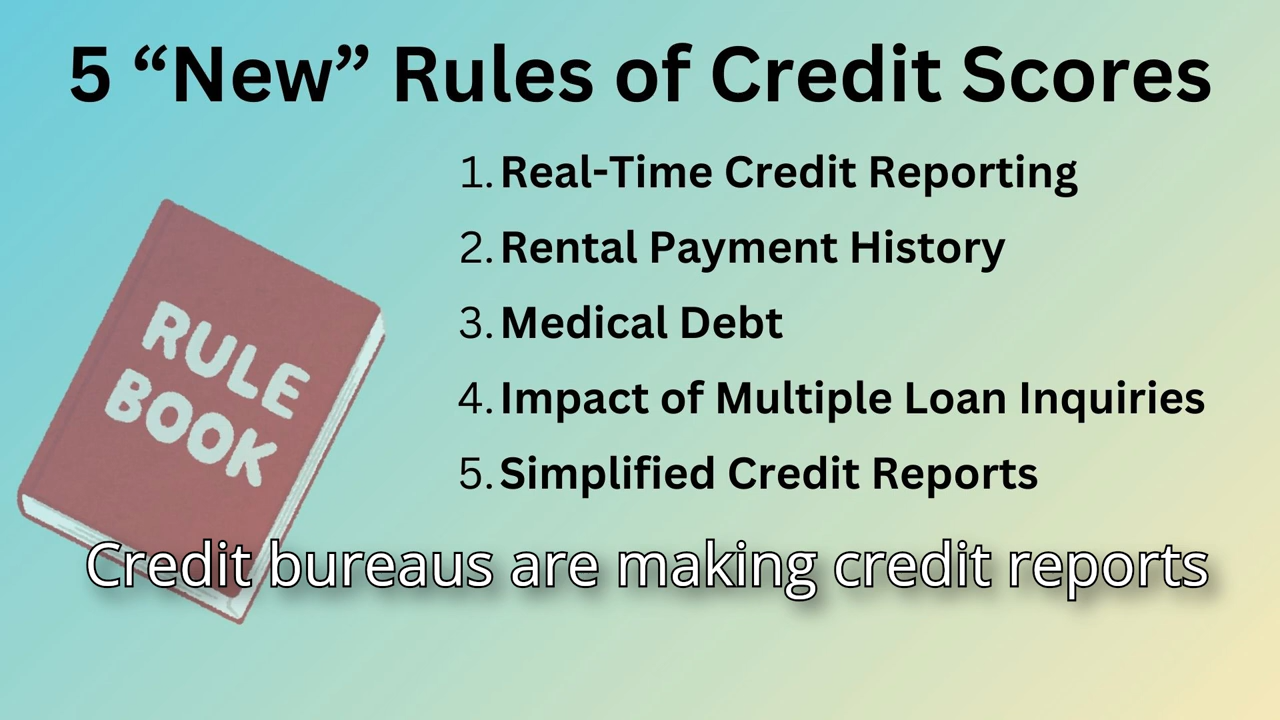 5 “New” Rules of Credit Scores
1. Real-Time Credit Reporting
2. Rental Payment History
3. Medical Debt
4. Impact of Multiple Loan Inquiries
5. Simplified Credit Reports
RULE
BOOK
Credit bureaus are making credit reports